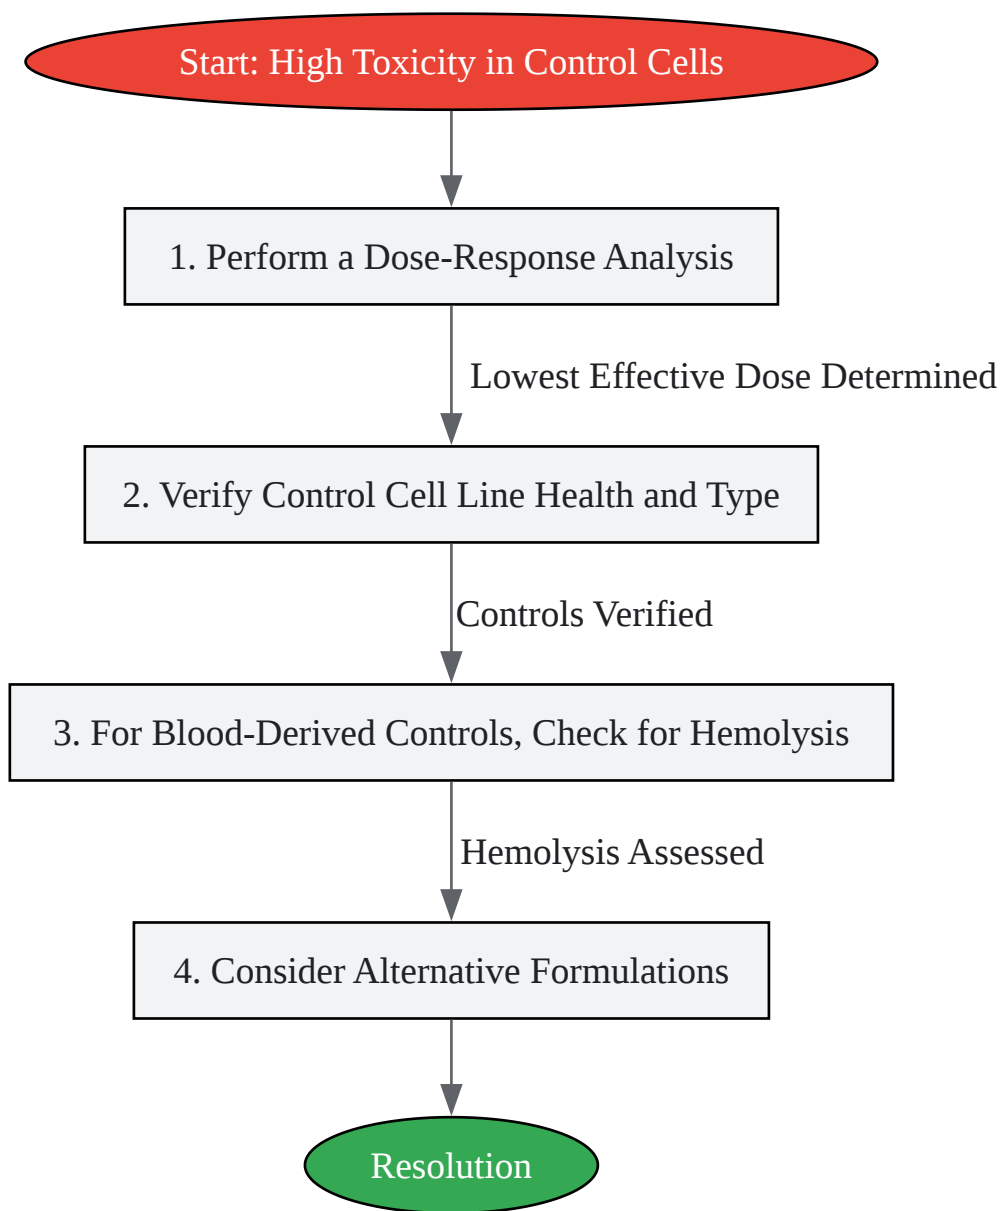 Start: High Toxicity in Control Cells
1. Perform a Dose-Response Analysis
Lowest Effective Dose Determined
2. Verify Control Cell Line Health and Type
Controls Verified
3. For Blood-Derived Controls, Check for Hemolysis
Hemolysis Assessed
4. Consider Alternative Formulations
Resolution